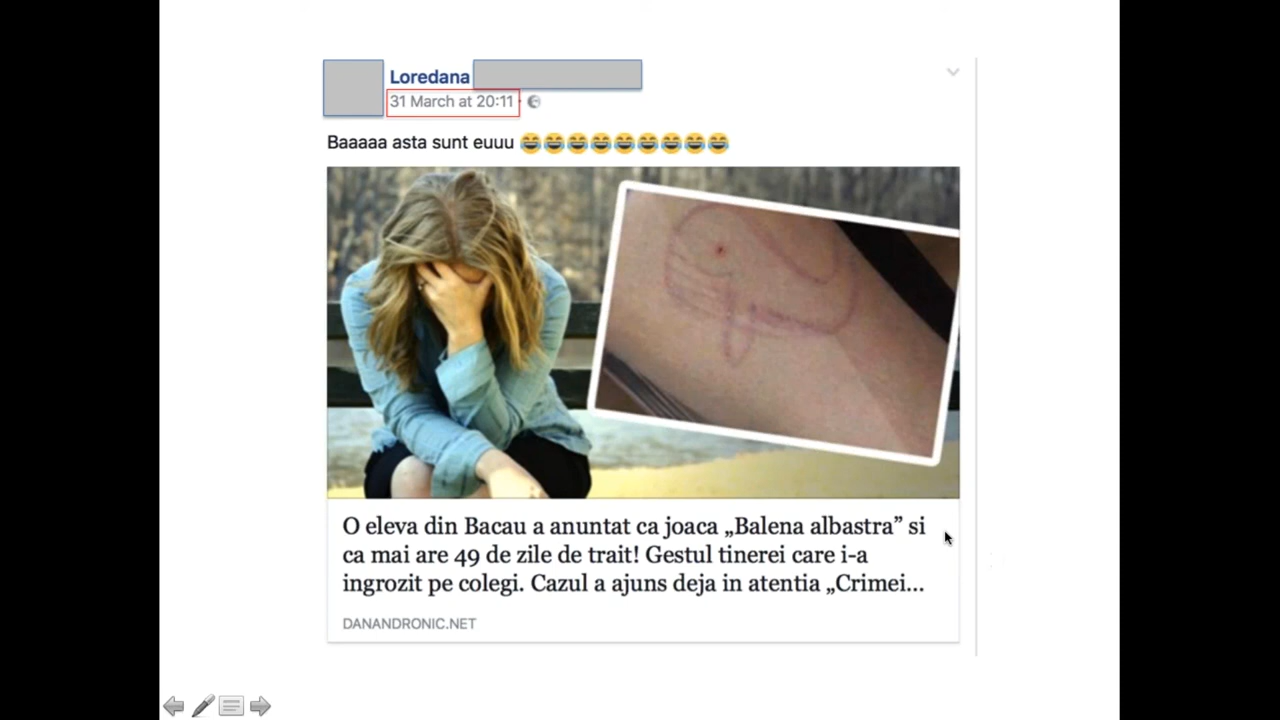 Loredana
31 March at 20:11
Baaaaa asta sunt euuu 😂😂😂😂😂😂😂😂😂
O eleva din Bacau a anuntat ca joaca „Balena albastra” si
ca mai are 49 de zile de trait! Gestul tinerei care i-a
ingrozit pe colegi. Cazul a ajuns deja in atentia „Crimei...
DANANDRONIC.NET